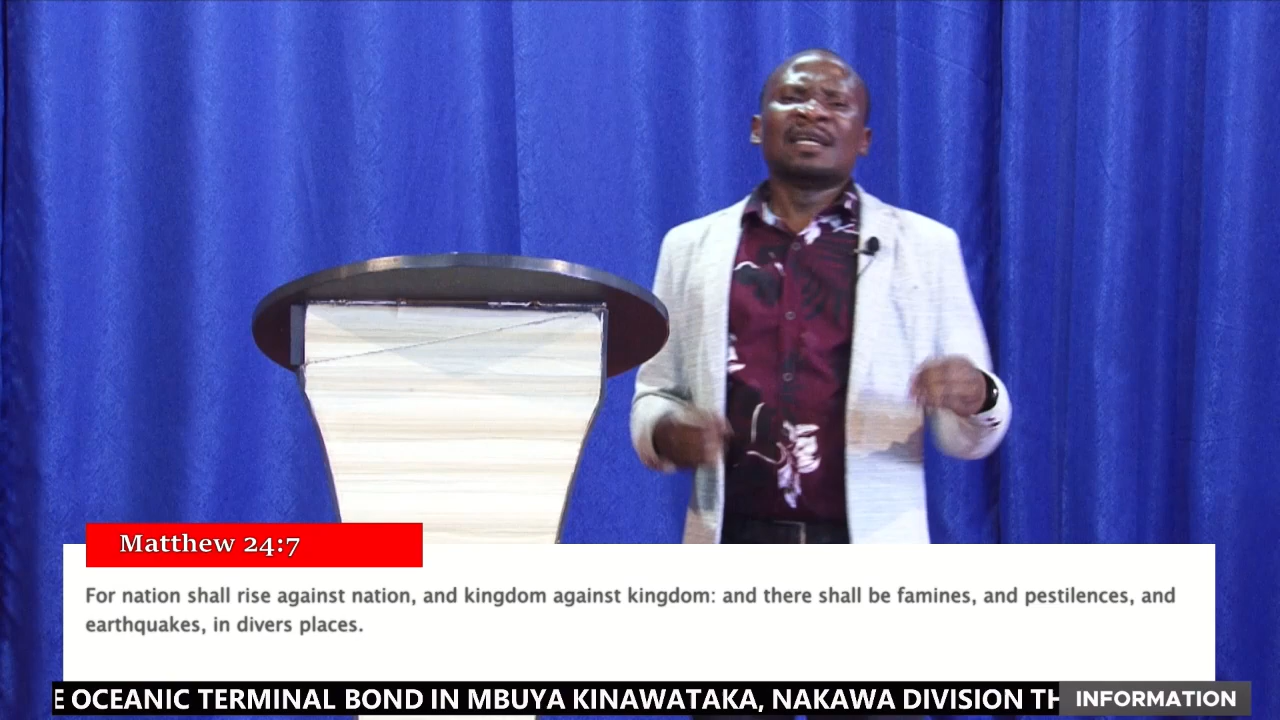 Matthew 24:7
For nation shall rise against nation, and kingdom against kingdom: and there shall be famines, and pestilences, and
earthquakes, in divers places.
OCEANIC TERMINAL BOND IN MBUYA KINAWATAKA, NAKAWA DIVISION
INFORMATION